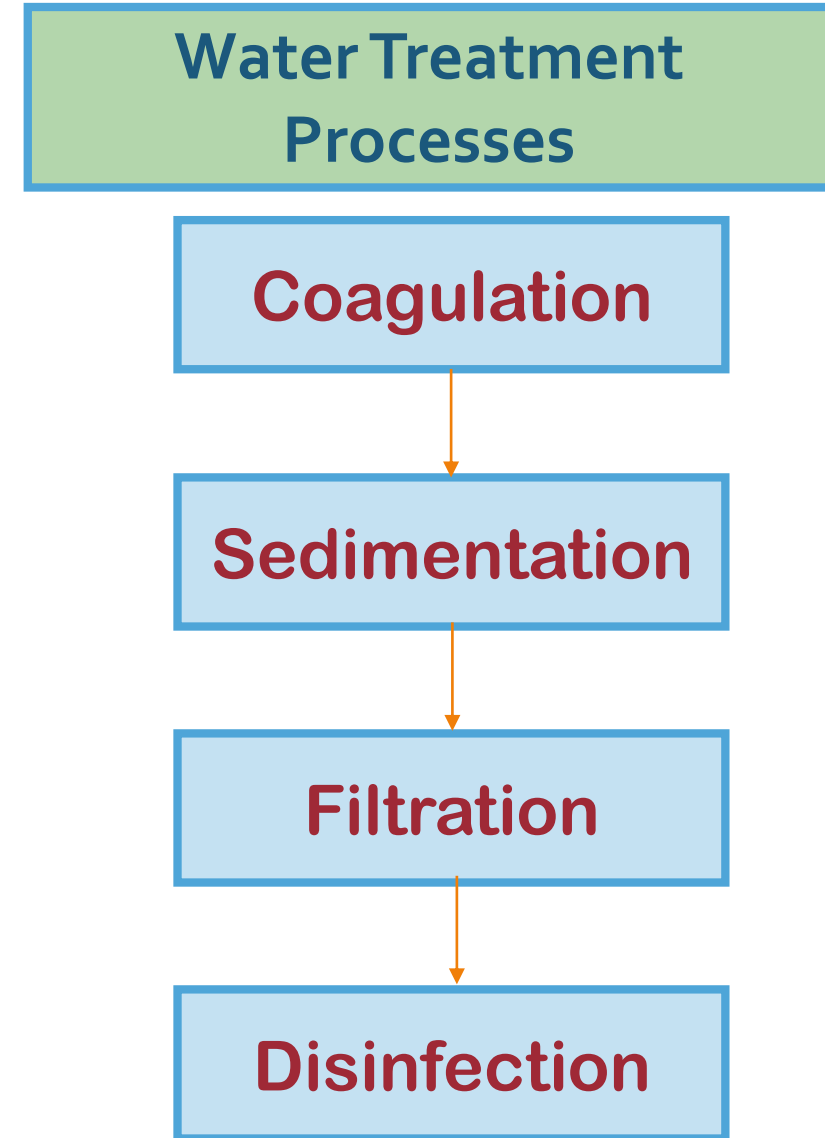 Water Treatment
Processes
Coagulation
Sedimentation
Filtration
Disinfection